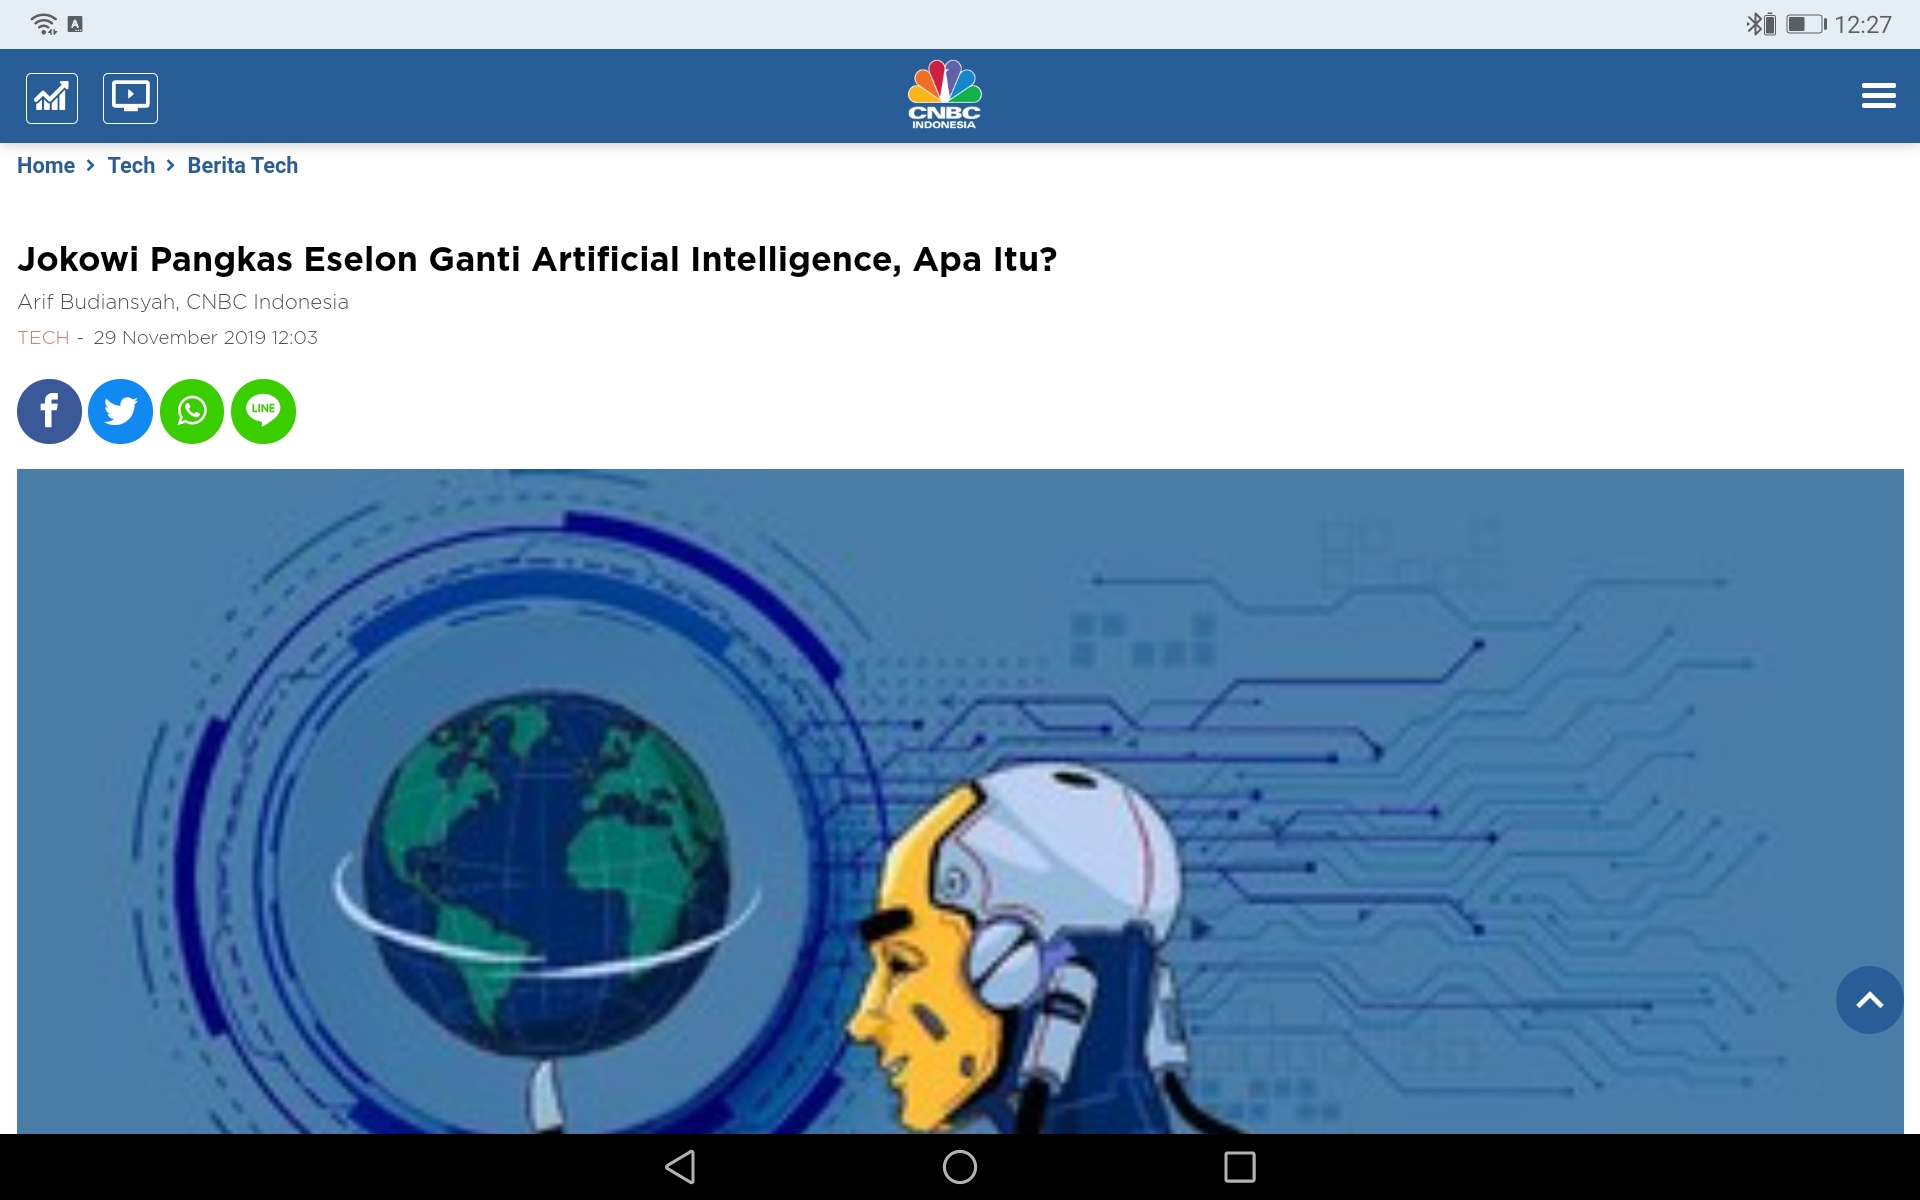 A
12:27
CNBC
INDONESIA
Home > Tech > Berita Tech
Jokowi Pangkas Eselon Ganti Artificial Intelligence, Apa Itu?
Arif Budiansyah, CNBC Indonesia
TECH - 29 November 2019 12:03
LINE